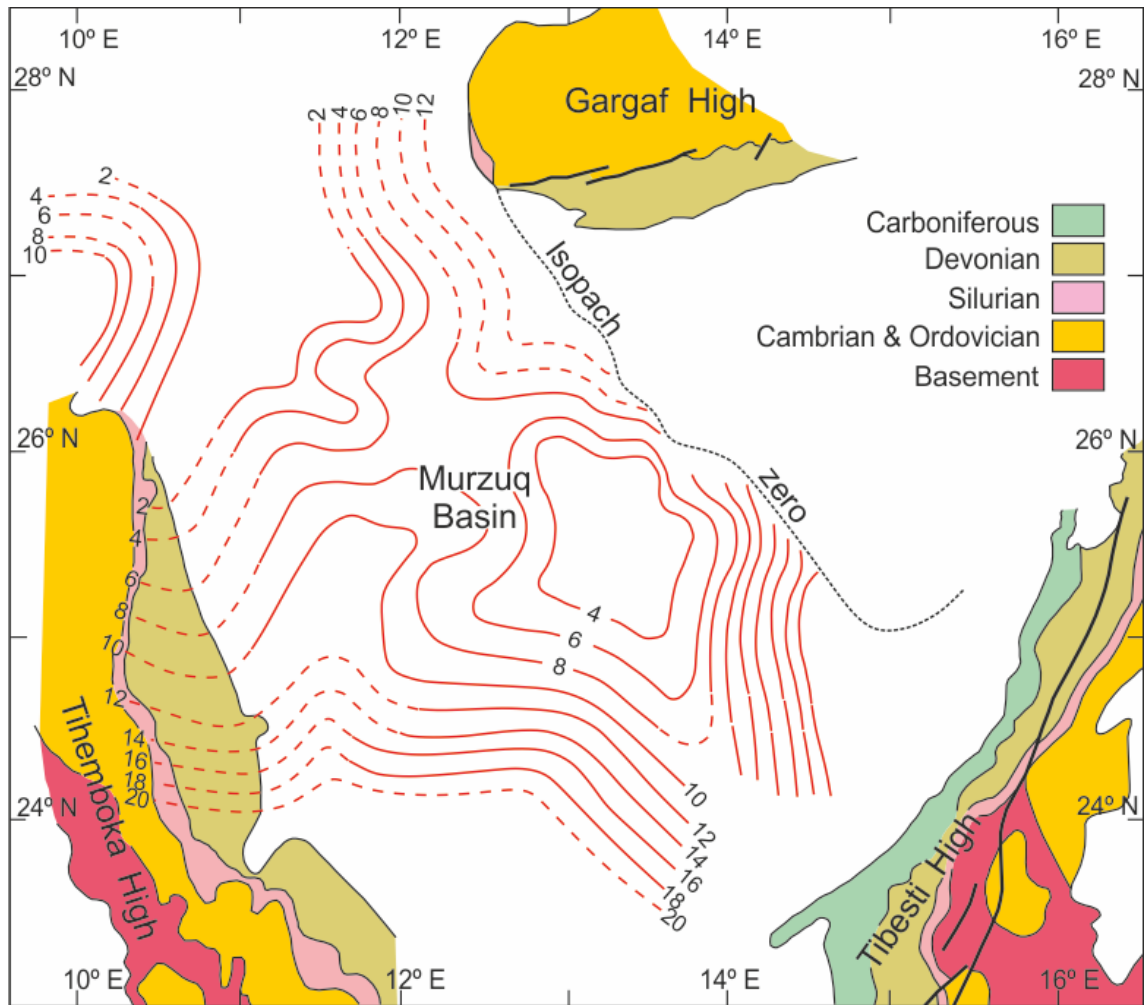 10º E
12º E
14º E
16º E
28º N
28º N
Gargaf High
2
4
6
8
10
12
2
4
6
8
10
Carboniferous
Devonian
Silurian
Cambrian & Ordovician
Basement
Isopach
zero
26º N
26º N
Murzuq
Basin
2
4
6
8
10
12
14
16
18
20
4
6
8
10
12
14
16
18
20
Tihemboka High
24º N
24º N
Tibesti High
10º E
12º E
14º E
16º E